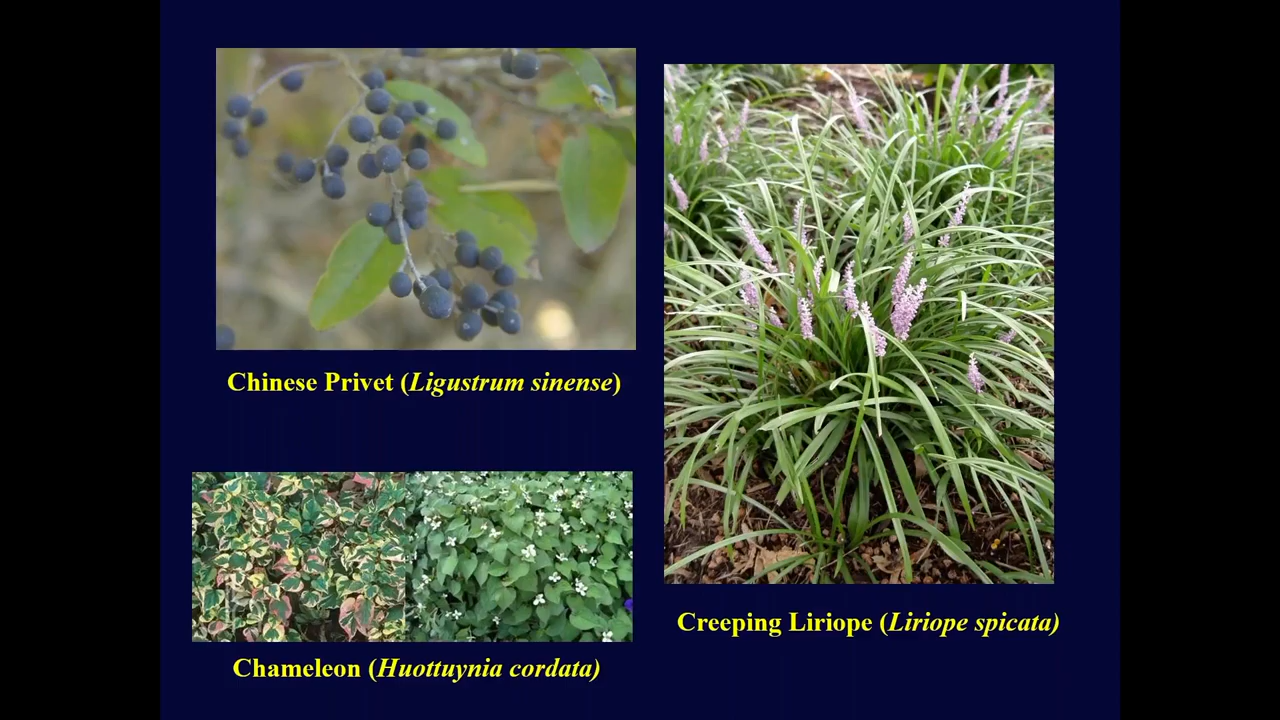 Chinese Privet (Ligustrum sinense)
Chameleon (Huottuynia cordata)
Creeping Liriope (Liriope spicata)